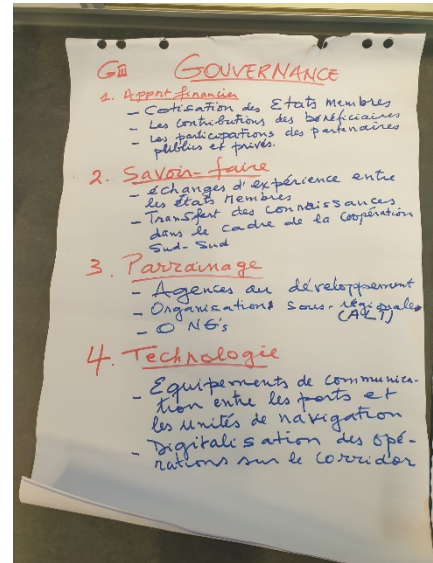 GIII GOUVERNANCE
1. Apport financier
- Cotisation des Etats Membres
- Les contributions des bénéficiaires
- Les participations des partenaires
publics et privés.
2. Savoir-faire
- échanges d'expérience entre
les états Membres
- Transfert des connaissances
dans le cadre de la coopération
Sud-Sud
3. Parrainage
- Agences au développement
- Organisations sous-régionales
(ALT)
- ONG's
4. Technologie
- Equipements de communica-
tion entre les ports et
les unités de navigation
- Digitalisation des opé-
rations sur le corridor